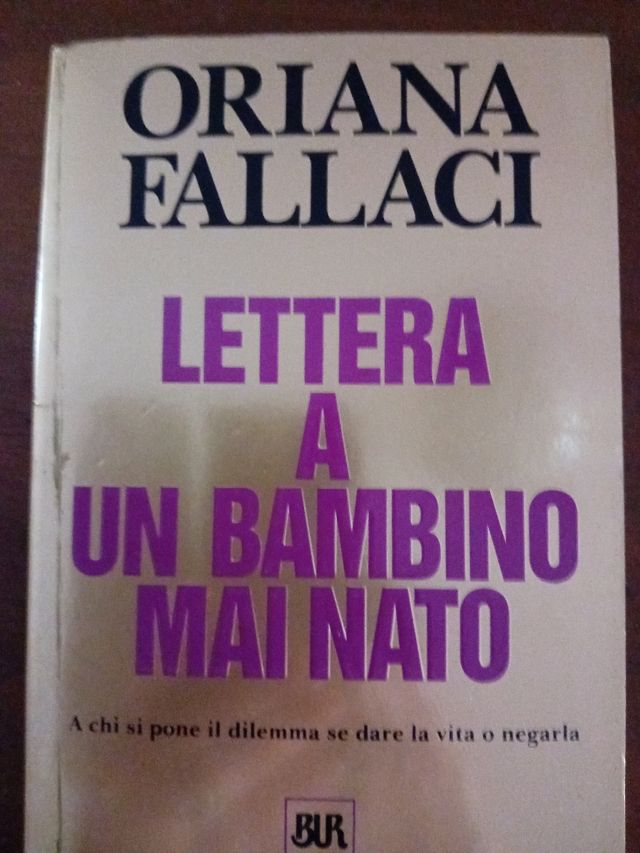 ORIANA
FALLACI
LETTERA
A
UN BAMBINO
MAI NATO
A chi si pone il dilemma se dare la vita o negarla
BUR